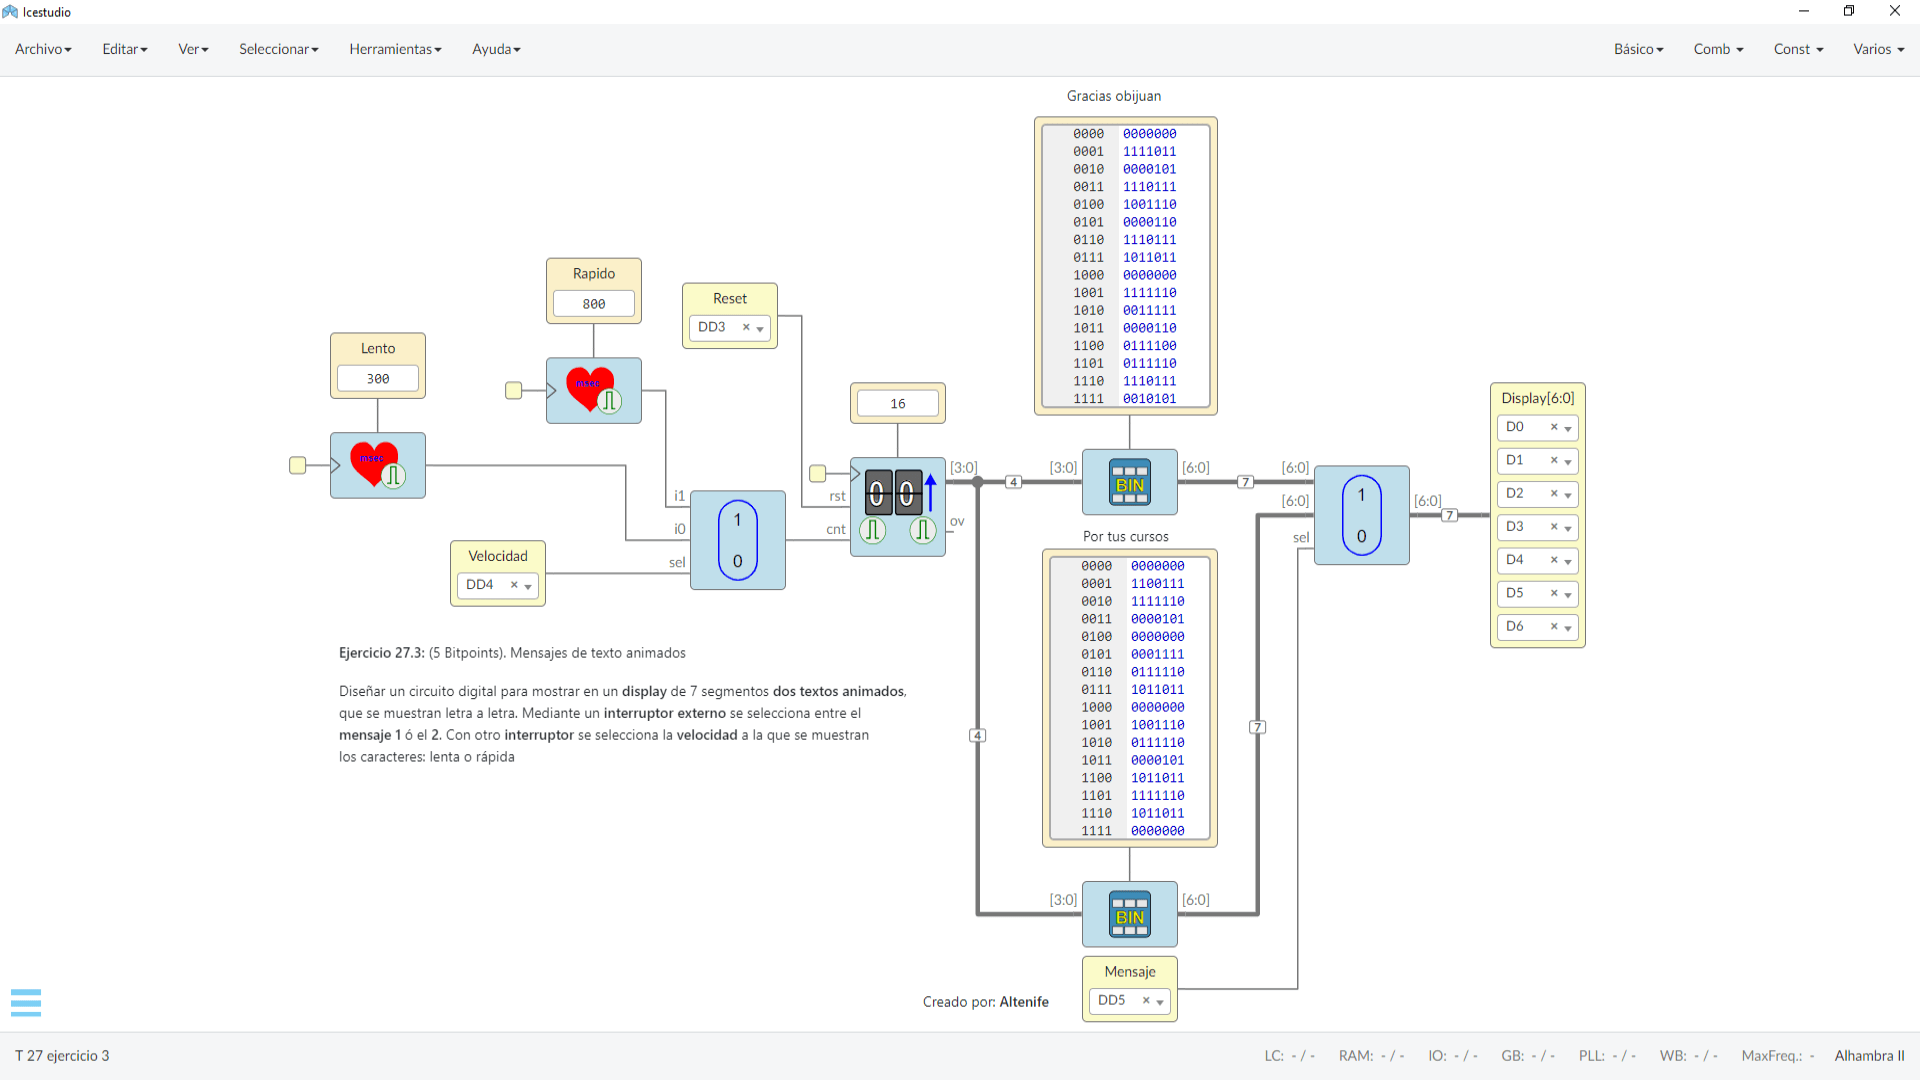 Icestudio
Archivo Editar Ver Seleccionar Herramientas Ayuda Básico Comb Const Varios
Gracias obijuan
0000 0000000
0001 1111011
0010 0000101
0011 1110111
0100 1001110
0101 0000110
0110 1110111
0111 1011011
1000 0000000
1001 1111110
1010 0011111
1011 0000110
1100 0111100
1101 0111110
1110 1110111
1111 0010101
Rapido
800
Reset
DD3
Lento
300
msec
msec
16
0 0
rst
cnt
ov
[3:0]
4
[3:0]
BIN
[6:0]
7
[6:0]
[6:0]
sel
1
0
[6:0]
7
Display[6:0]
D0
D1
D2
D3
D4
D5
D6
i1
i0
sel
1
0
Velocidad
DD4
Por tus cursos
0000 0000000
0001 1100111
0010 1111110
0011 0000101
0100 0000000
0101 0001111
0110 0111110
0111 1011011
1000 0000000
1001 1001110
1010 0111110
1011 0000101
1100 1011011
1101 1111110
1110 1011011
1111 0000000
4
7
Ejercicio 27.3: (5 Bitpoints). Mensajes de texto animados
Diseñar un circuito digital para mostrar en un display de 7 segmentos dos textos animados,
que se muestran letra a letra. Mediante un interruptor externo se selecciona entre el
mensaje 1 ó el 2. Con otro interruptor se selecciona la velocidad a la que se muestran
los caracteres: lenta o rápida
[3:0]
BIN
[6:0]
Mensaje
DD5
Creado por: Altenife
T 27 ejercicio 3
LC: - / - RAM: - / - IO: - / - GB: - / - PLL: - / - WB: - / - MaxFreq.: - Alhambra II